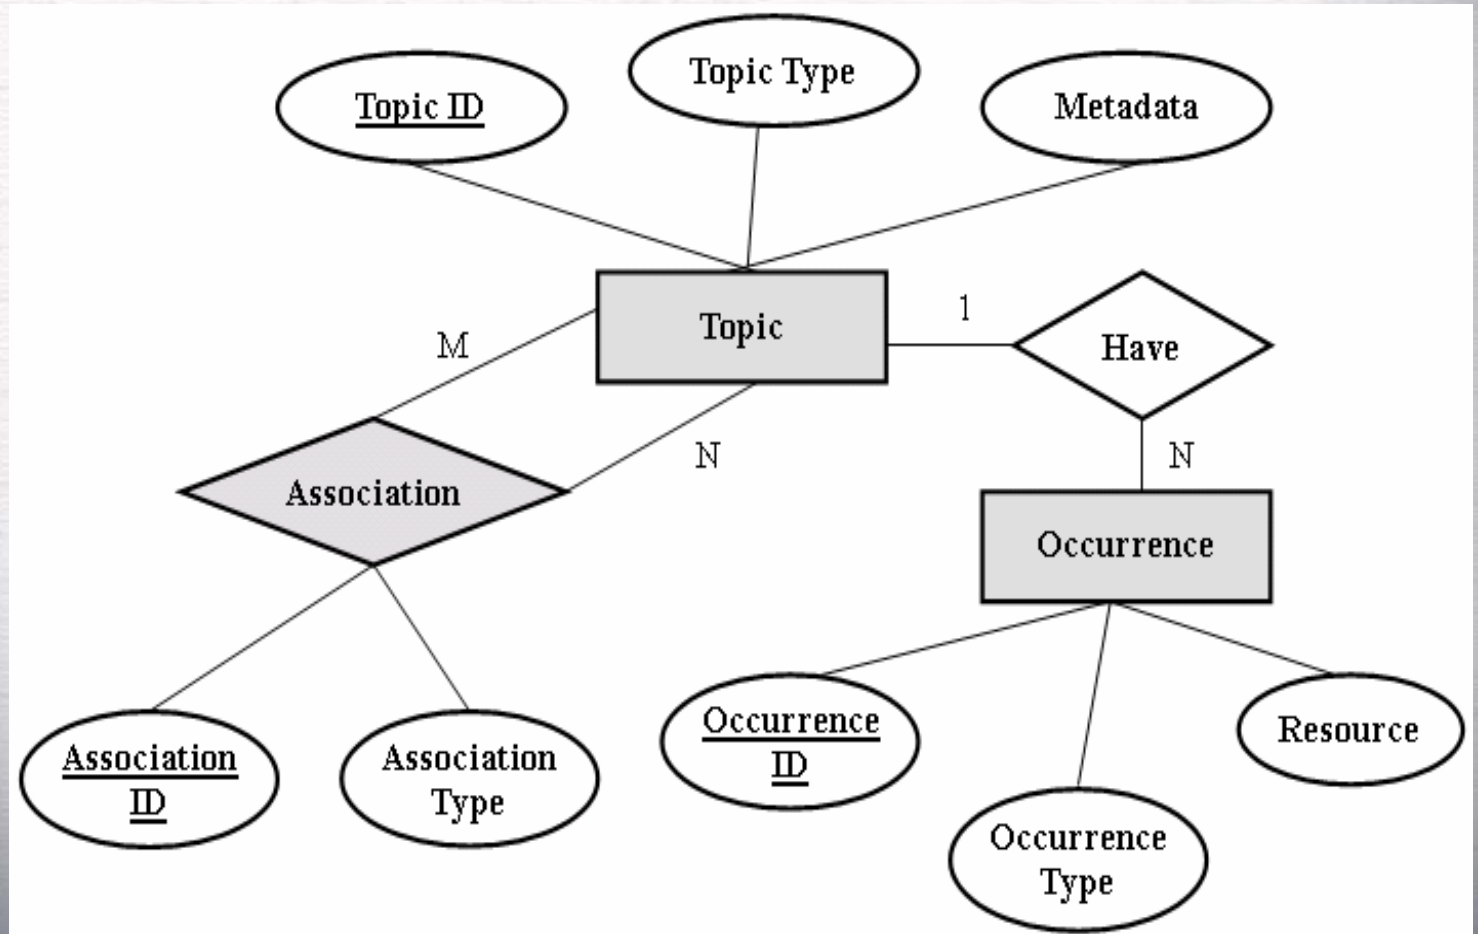 Topic ID
Topic Type
Metadata
Topic
1
Have
M
N
N
Association
Occurrence
Association
ID
Association
Type
Occurrence
ID
Resource
Occurrence
Type